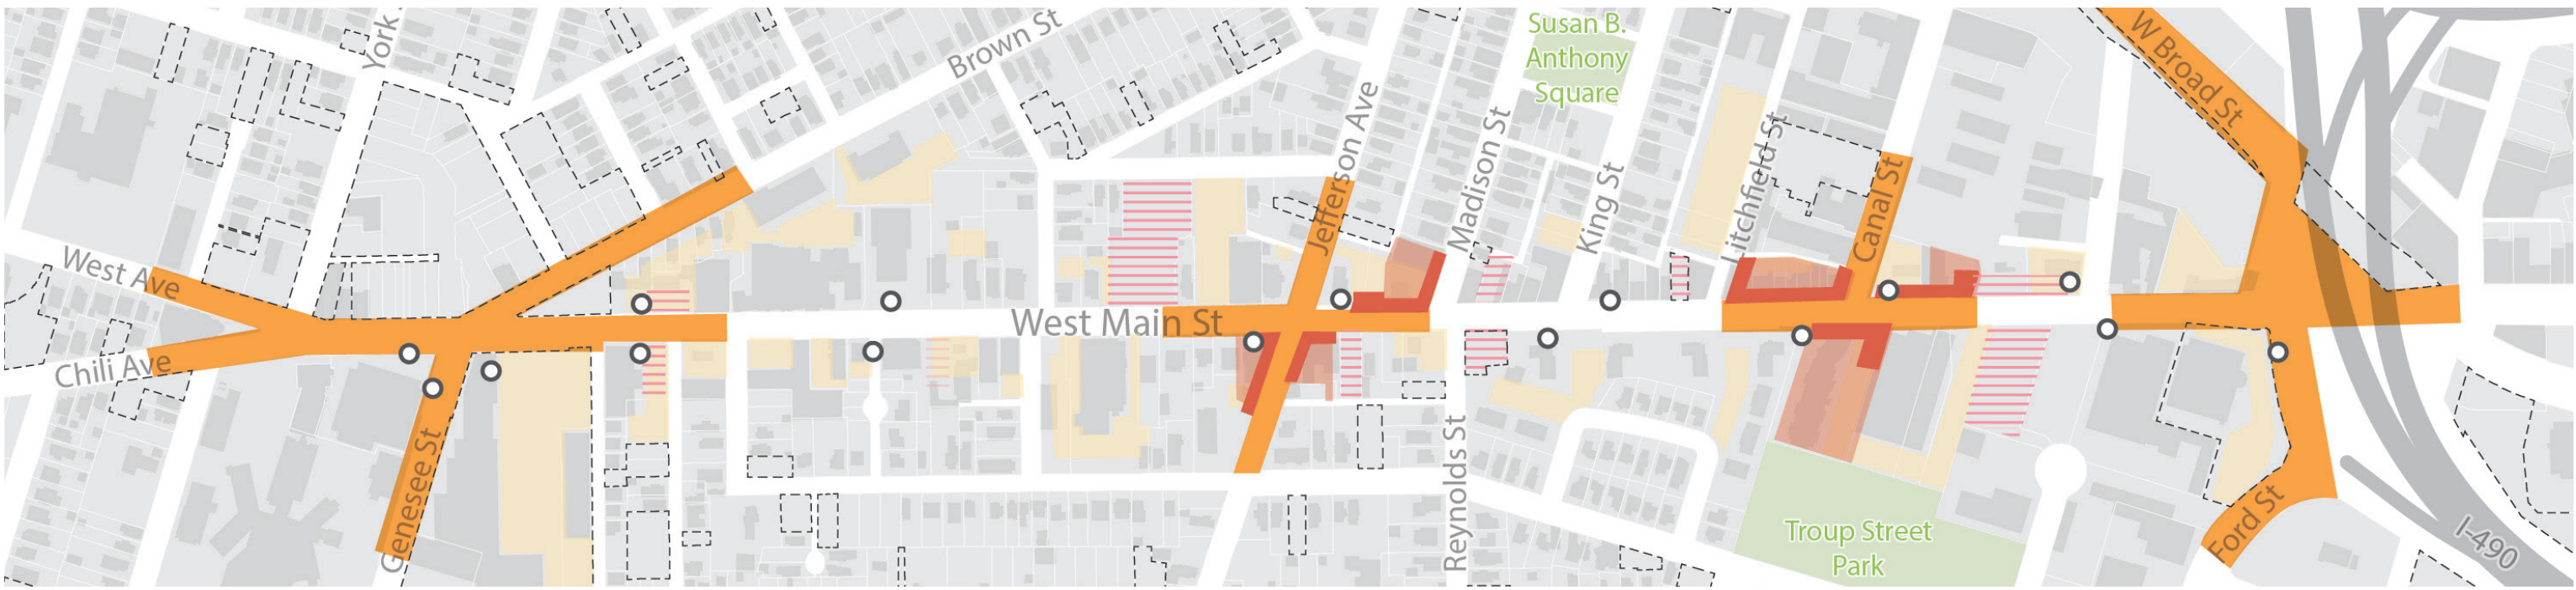 York
Brown St
Susan B.
Anthony
Square
W Broad St
Jefferson Ave
Madison St
King St
Litchfield St
Canal St
West Ave
Chili Ave
West Main St
Genesee St
Reynolds St
Troup Street
Park
Ford St
I-490